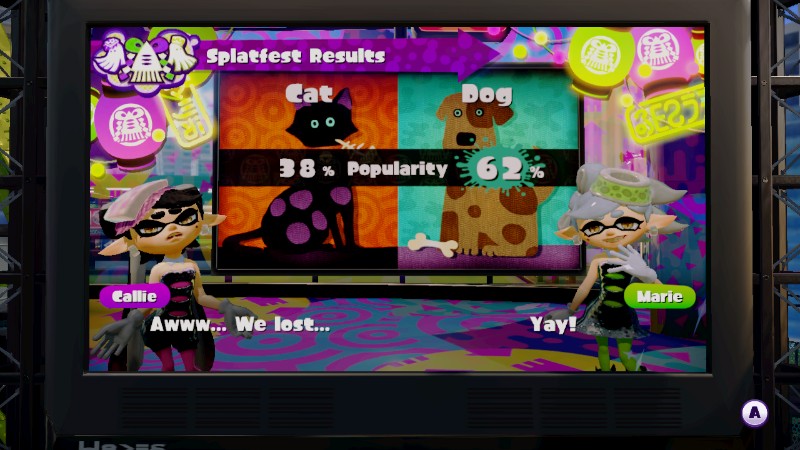 Splatfest Results
Cat
Dog
38 % Popularity 62 %
Callie
Marie
Awww... We lost...
Yay!
A